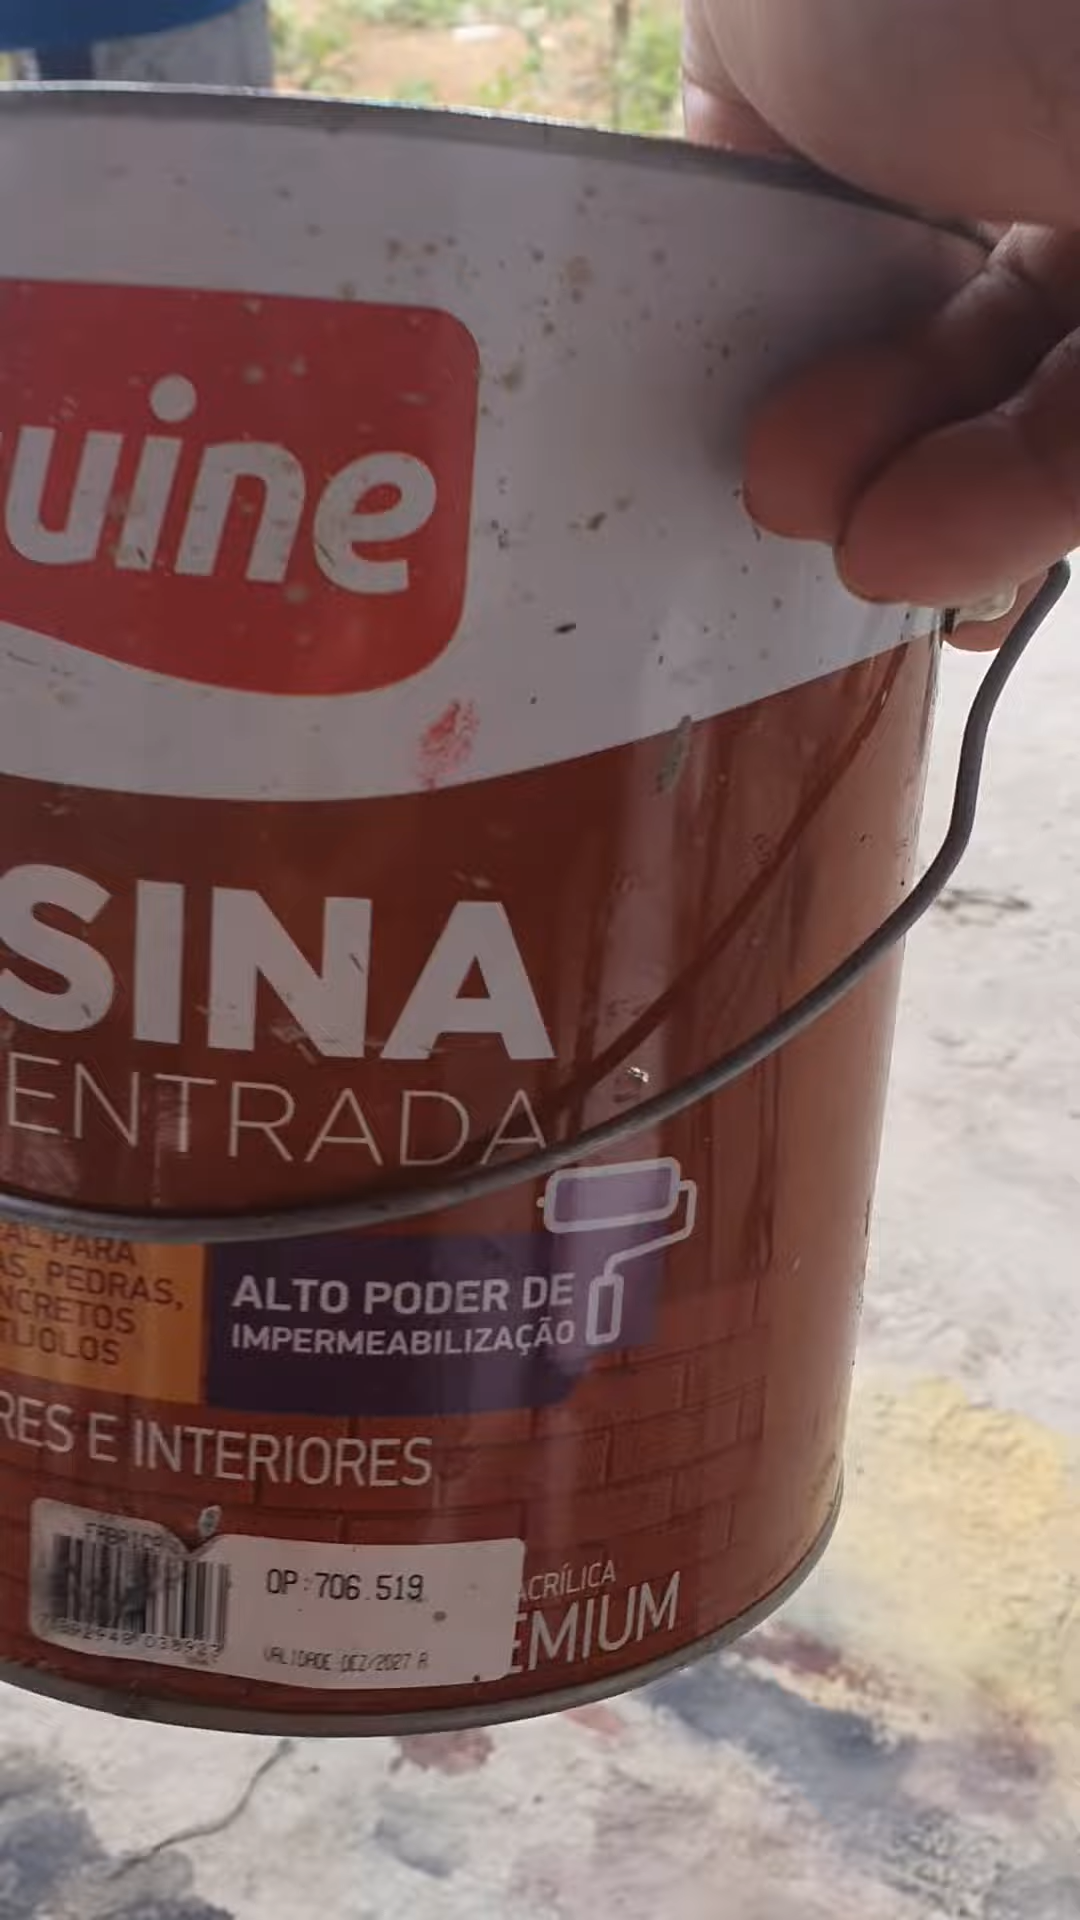 uine
SINA
ENTRADA
PARA
AS, PEDRAS,
NCRETOS
TIJOLOS
ALTO PODER DE
IMPERMEABILIZAÇÃO
RES E INTERIORES
OP:706.519
VALIDADE DEZ/2027 A
ACRÍLICA
EMIUM